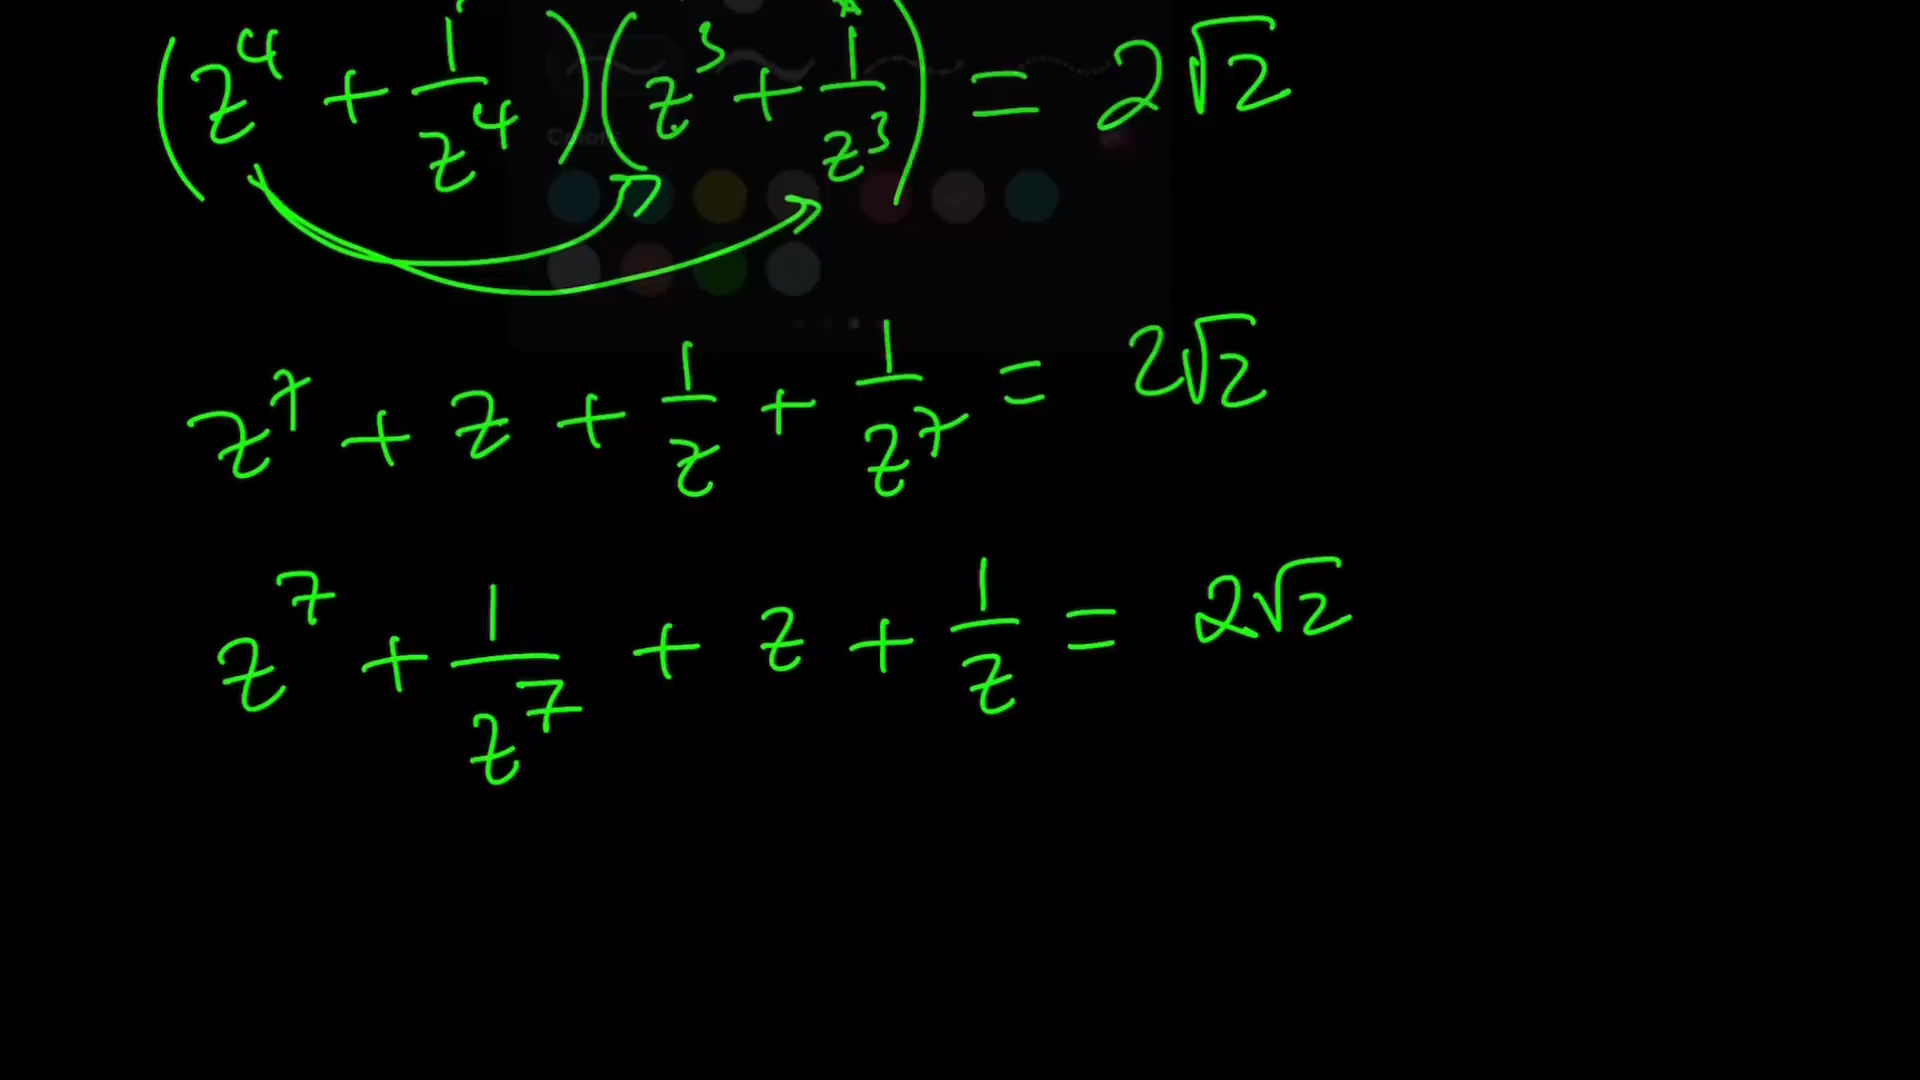 (z⁴ + 1/z⁴)(z³ + 1/z³) = 2√2
Colors
z⁷ + z + 1/z + 1/z⁷ = 2√2
z⁷ + 1/z⁷ + z + 1/z = 2√2